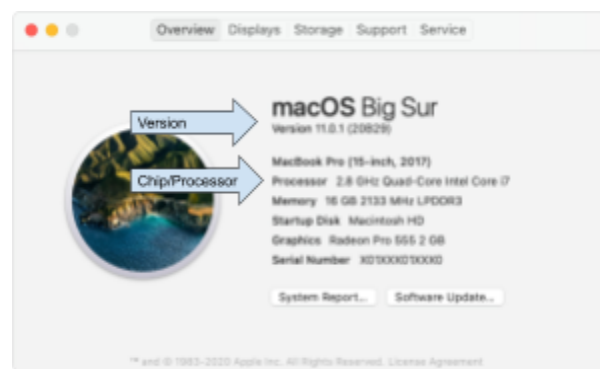 Overview Displays Storage Support Service
macOS Big Sur
Version
Version 11.0.1 (20B29)
MacBook Pro (15-inch, 2017)
Chip/Processor
Processor 2.8 GHz Quad-Core Intel Core i7
Memory 16 GB 2133 MHz LPDDR3
Startup Disk Macintosh HD
Graphics Radeon Pro 555 2 GB
Serial Number
System Report... Software Update...
™ and © 1983-2020 Apple Inc. All Rights Reserved. License Agreement